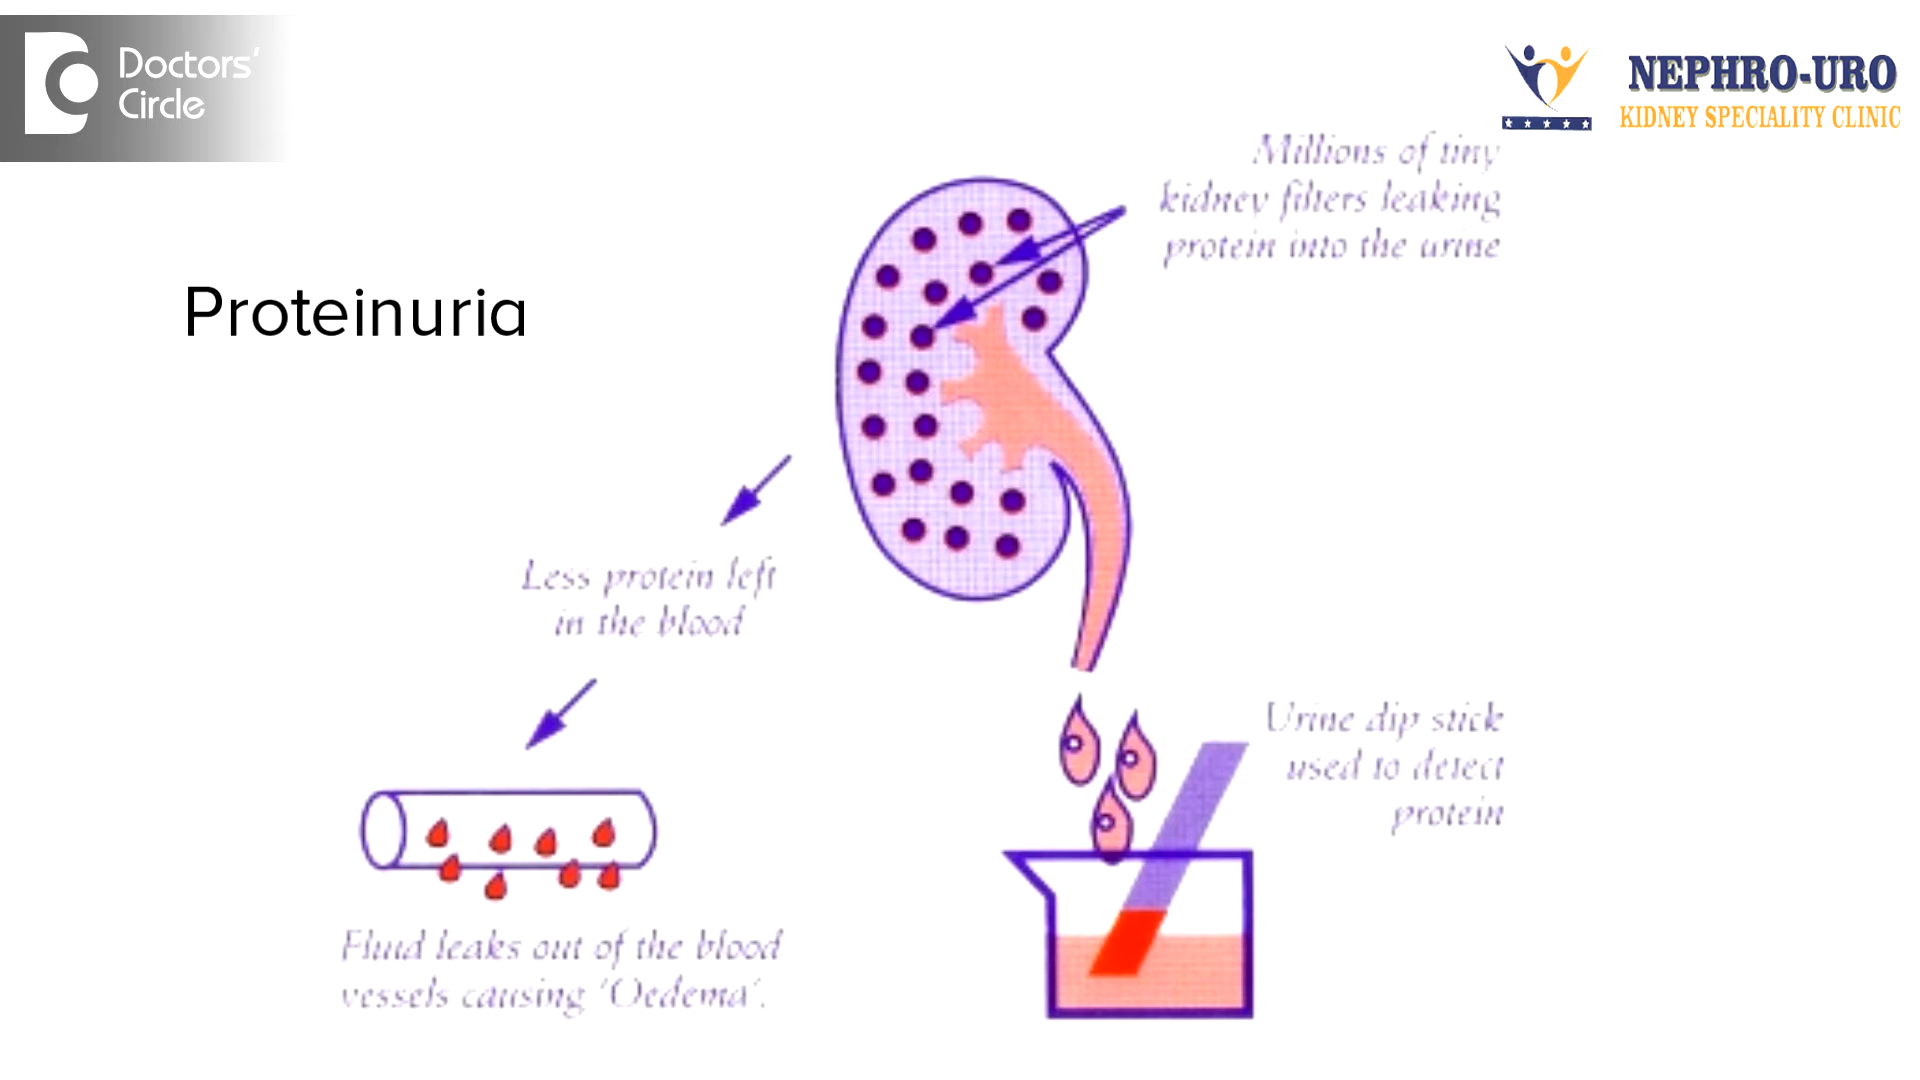 Doctors'
Circle
NEPHRO-URO
KIDNEY SPECIALITY CLINIC
Millions of tiny
kidney filters leaking
protein into the urine
Proteinuria
Less protein left
in the blood
Urine dip stick
used to detect
protein
Fluid leaks out of the blood
vessels causing 'Oedema'.